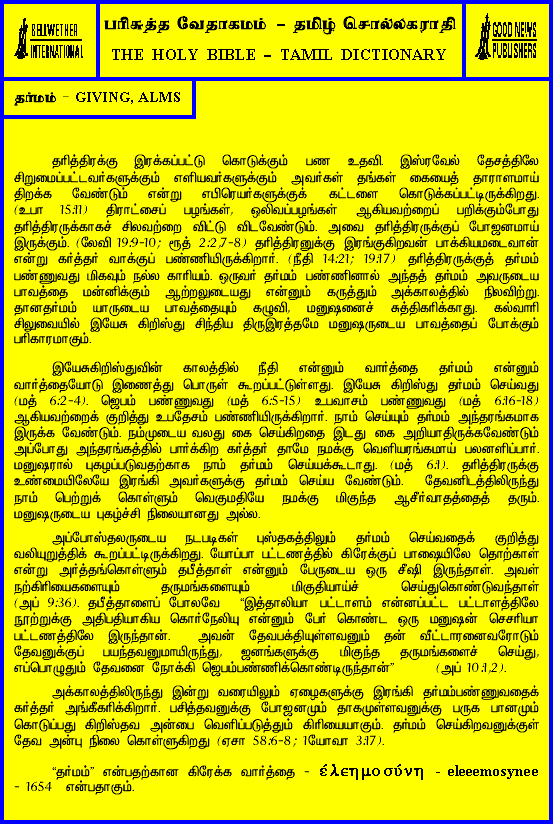 BELLWETHER
INTERNATIONAL
பரிசுத்த வேதாகமம் – தமிழ் சொல்லகராதி
THE HOLY BIBLE – TAMIL DICTIONARY
GOOD NEWS
PUBLISHERS
தர்மம் – GIVING, ALMS
தரித்திரக்கு இரக்கப்பட்டு கொடுக்கும் பண உதவி. இஸ்ரவேல் தேசத்திலே
சிறுமைப்பட்டவர்களுக்கும் எளியவர்களுக்கும் அவர்கள் தங்கள் கையைத் தாராளமாய்
திறக்க வேண்டும் என்று எபிரெயர்களுக்குக் கட்டளை கொடுக்கப்பட்டிருக்கிறது.
(உபா 15:11) திராட்சைப் பழங்கள், ஒலிவப்பழங்கள் ஆகியவற்றைப் பறிக்கும்போது
தரித்திரருக்காகச் சிலவற்றை விட்டு விடவேண்டும். அவை தரித்திரருக்குப் போஜனமாய்
இருக்கும். (லேவி 19:9-10; ரூத் 2:2,7-8) தரித்திரனுக்கு இரங்குகிறவன் பாக்கியமடைவான்
என்று கர்த்தர் வாக்குப் பண்ணியிருக்கிறார். (நீதி 14:21; 19:17) தரித்திரருக்குத் தர்மம்
பண்ணுவது மிகவும் நல்ல காரியம். ஒருவர் தர்மம் பண்ணினால் அந்தத் தர்மம் அவருடைய
பாவத்தை மன்னிக்கும் ஆற்றலுடையது என்னும் கருத்தும் அக்காலத்தில் நிலவிற்று.
தானதர்மம் யாருடைய பாவத்தையும் கழுவி, மனுஷனைச் சுத்திகரிக்காது. கல்வாரி
சிலுவையில் இயேசு கிறிஸ்து சிந்திய திருஇரத்தமே மனுஷருடைய பாவத்தைப் போக்கும்
பரிகாரமாகும்.
இயேசுகிறிஸ்துவின் காலத்தில் நீதி என்னும் வார்த்தை தர்மம் என்னும்
வார்த்தையோடு இணைத்து பொருள் கூறப்பட்டுள்ளது. இயேசு கிறிஸ்து தர்மம் செய்வது
(மத் 6:2-4). ஜெபம் பண்ணுவது (மத் 6:5-15) உபவாசம் பண்ணுவது (மத் 6:16-18)
ஆகியவற்றைக் குறித்து உபதேசம் பண்ணியிருக்கிறார். நாம் செய்யும் தர்மம் அந்தரங்கமாக
இருக்க வேண்டும். நம்முடைய வலது கை செய்கிறதை இடது கை அறியாதிருக்கவேண்டும்
அப்போது அந்தரங்கத்தில் பார்க்கிற கர்த்தர் தாமே நமக்கு வெளியரங்கமாய் பலனளிப்பார்.
மனுஷரால் புகழப்படுவதற்காக நாம் தர்மம் செய்யக்கூடாது. (மத் 6:1). தரித்திரருக்கு
உண்மையிலேயே இரங்கி அவர்களுக்கு தர்மம் செய்ய வேண்டும். தேவனிடத்திலிருந்து
நாம் பெற்றுக் கொள்ளும் வெகுமதியே நமக்கு மிகுந்த ஆசீர்வாதத்தைத் தரும்.
மனுஷருடைய புகழ்ச்சி நிலையானது அல்ல.
அப்போஸ்தலருடைய நடபடிகள் புஸ்தகத்திலும் தர்மம் செய்வதைக் குறித்து
வலியுறுத்திக் கூறப்பட்டிருக்கிறது. யோப்பா பட்டணத்தில் கிரேக்குப் பாஷையிலே தொற்காள்
என்று அர்த்தங்கொள்ளும் தபீத்தாள் என்னும் பேருடைய ஒரு சீஷி இருந்தாள். அவள்
நற்கிரியைகளையும் தருமங்களையும் மிகுதியாய்ச் செய்துகொண்டுவந்தாள்
(அப் 9:36). தபீத்தாளைப் போலவே "இத்தாலியா பட்டாளம் என்னப்பட்ட பட்டாளத்திலே
நூற்றுக்கு அதிபதியாகிய கொர்நேலியு என்னும் பேர் கொண்ட ஒரு மனுஷன் செசரியா
பட்டணத்திலே இருந்தான். அவன் தேவபக்தியுள்ளவனும் தன் வீட்டாரனைவரோடும்
தேவனுக்குப் பயந்தவனுமாயிருந்து, ஜனங்களுக்கு மிகுந்த தருமங்களைச் செய்து,
எப்பொழுதும் தேவனை நோக்கி ஜெபம்பண்ணிக்கொண்டிருந்தான்" (அப் 10:1,2).
அக்காலத்திலிருந்து இன்று வரையிலும் ஏழைகளுக்கு இரங்கி தர்மம்பண்ணுவதைக்
கர்த்தர் அங்கீகரிக்கிறார். பசித்தவனுக்கு போஜனமும் தாகமுள்ளவனுக்கு பருக பானமும்
கொடுப்பது கிறிஸ்தவ அன்பை வெளிப்படுத்தும் கிரியையாகும். தர்மம் செய்கிறவனுக்குள்
தேவ அன்பு நிலை கொள்ளுகிறது (ஏசா 58:6-8; 1யோவா 3:17).
"தர்மம்" என்பதற்கான கிரேக்க வார்த்தை - έλεημοσύνη - eleeemosynee
- 1654 என்பதாகும்.